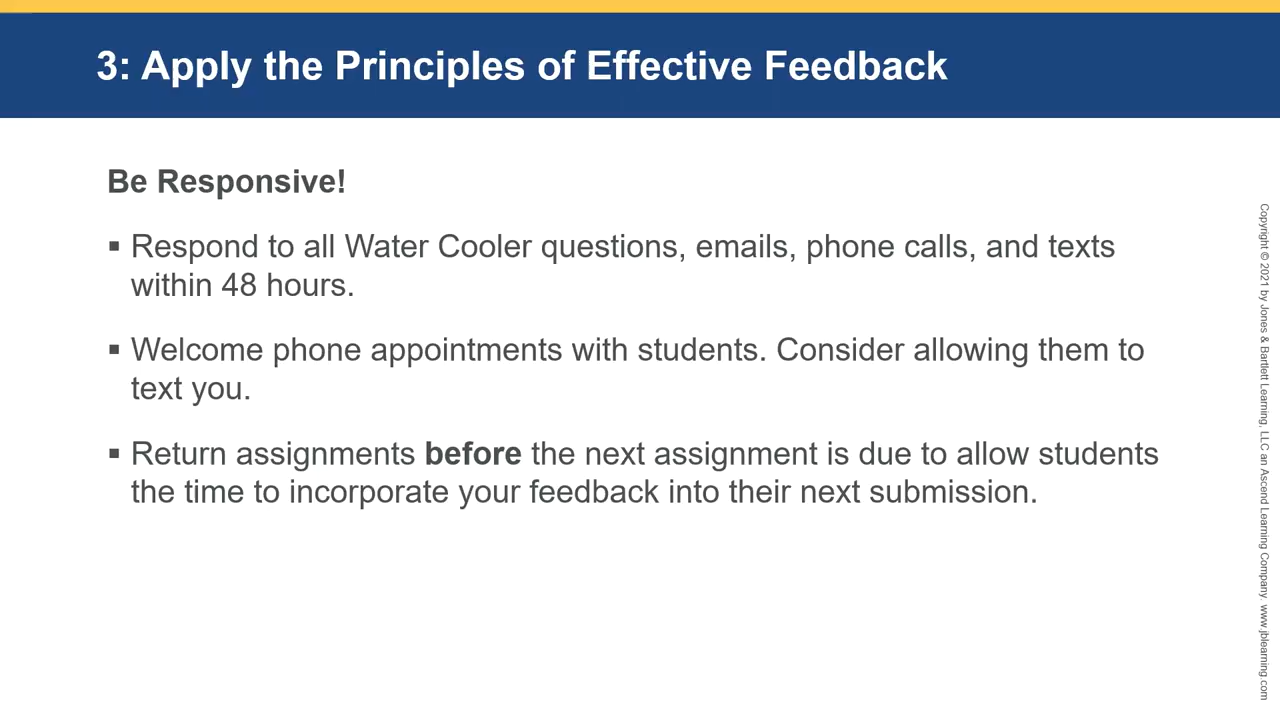 3: Apply the Principles of Effective Feedback
Be Responsive!
▪ Respond to all Water Cooler questions, emails, phone calls, and texts
within 48 hours.
▪ Welcome phone appointments with students. Consider allowing them to
text you.
▪ Return assignments before the next assignment is due to allow students
the time to incorporate your feedback into their next submission.
Copyright © 2021 by Jones & Bartlett Learning, LLC an Ascend Learning Company. www.jblearning.com